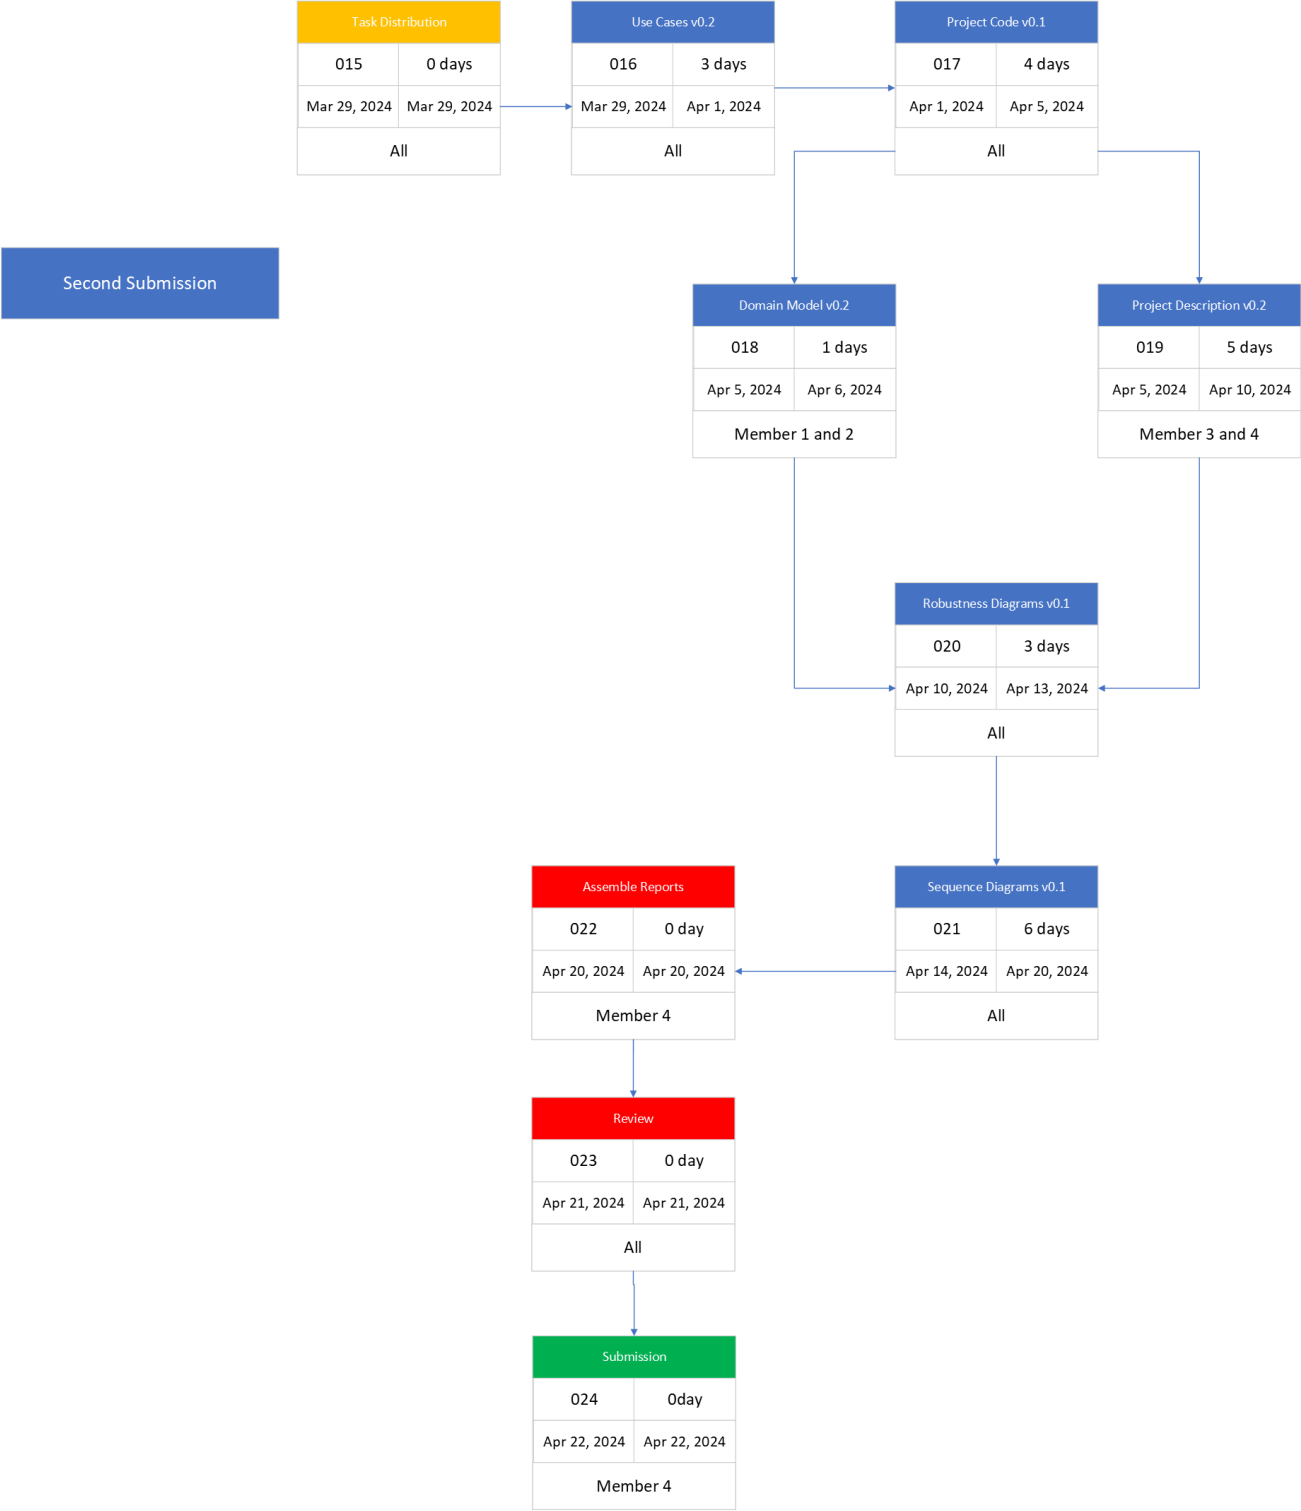 Task Distribution
015 0 days
Mar 29, 2024 Mar 29, 2024
All
Use Cases v0.2
016 3 days
Mar 29, 2024 Apr 1, 2024
All
Project Code v0.1
017 4 days
Apr 1, 2024 Apr 5, 2024
All
Second Submission
Domain Model v0.2
018 1 days
Apr 5, 2024 Apr 6, 2024
Member 1 and 2
Project Description v0.2
019 5 days
Apr 5, 2024 Apr 10, 2024
Member 3 and 4
Robustness Diagrams v0.1
020 3 days
Apr 10, 2024 Apr 13, 2024
All
Sequence Diagrams v0.1
021 6 days
Apr 14, 2024 Apr 20, 2024
All
Assemble Reports
022 0 day
Apr 20, 2024 Apr 20, 2024
Member 4
Review
023 0 day
Apr 21, 2024 Apr 21, 2024
All
Submission
024 0day
Apr 22, 2024 Apr 22, 2024
Member 4